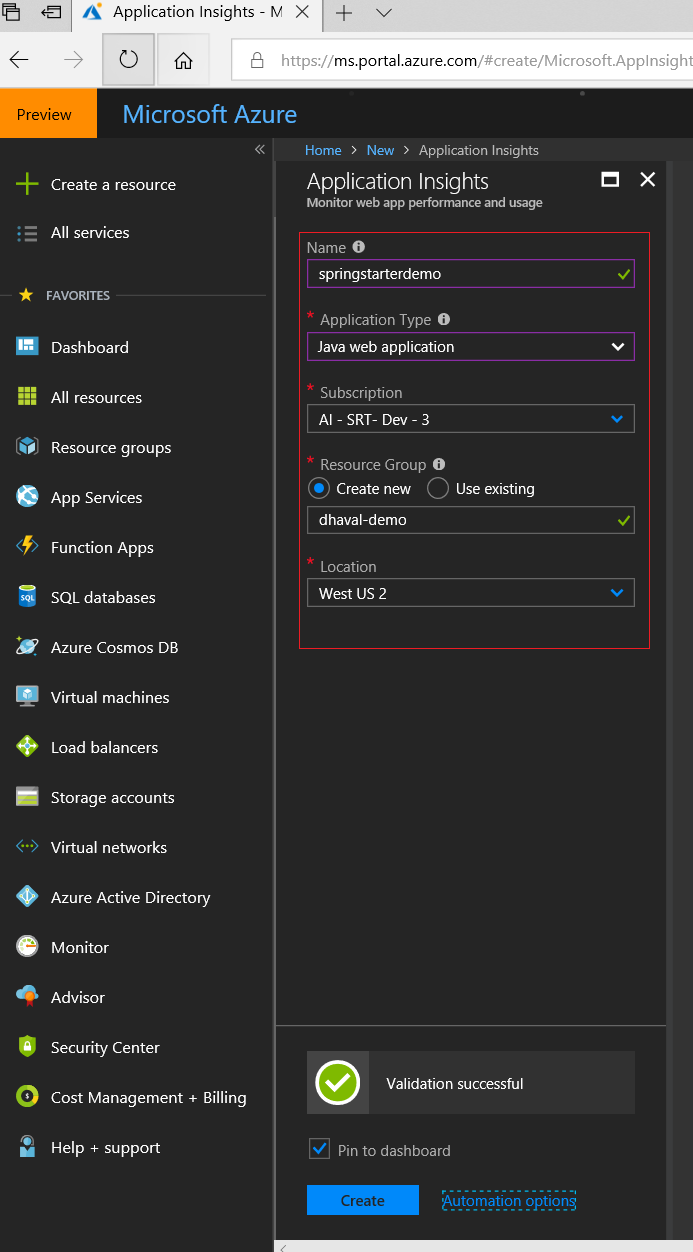 Application Insights - M
https://ms.portal.azure.com/#create/Microsoft.AppInsight
Preview
Microsoft Azure
Create a resource
All services
FAVORITES
Dashboard
All resources
Resource groups
App Services
Function Apps
SQL
SQL databases
Azure Cosmos DB
Virtual machines
Load balancers
Storage accounts
Virtual networks
Azure Active Directory
Monitor
Advisor
Security Center
Cost Management + Billing
Help + support
Home > New > Application Insights
Application Insights
Monitor web app performance and usage
Name
springstarterdemo
* Application Type
Java web application
* Subscription
AI - SRT- Dev - 3
* Resource Group
Create new Use existing
dhaval-demo
* Location
West US 2
Validation successful
Pin to dashboard
Create Automation options